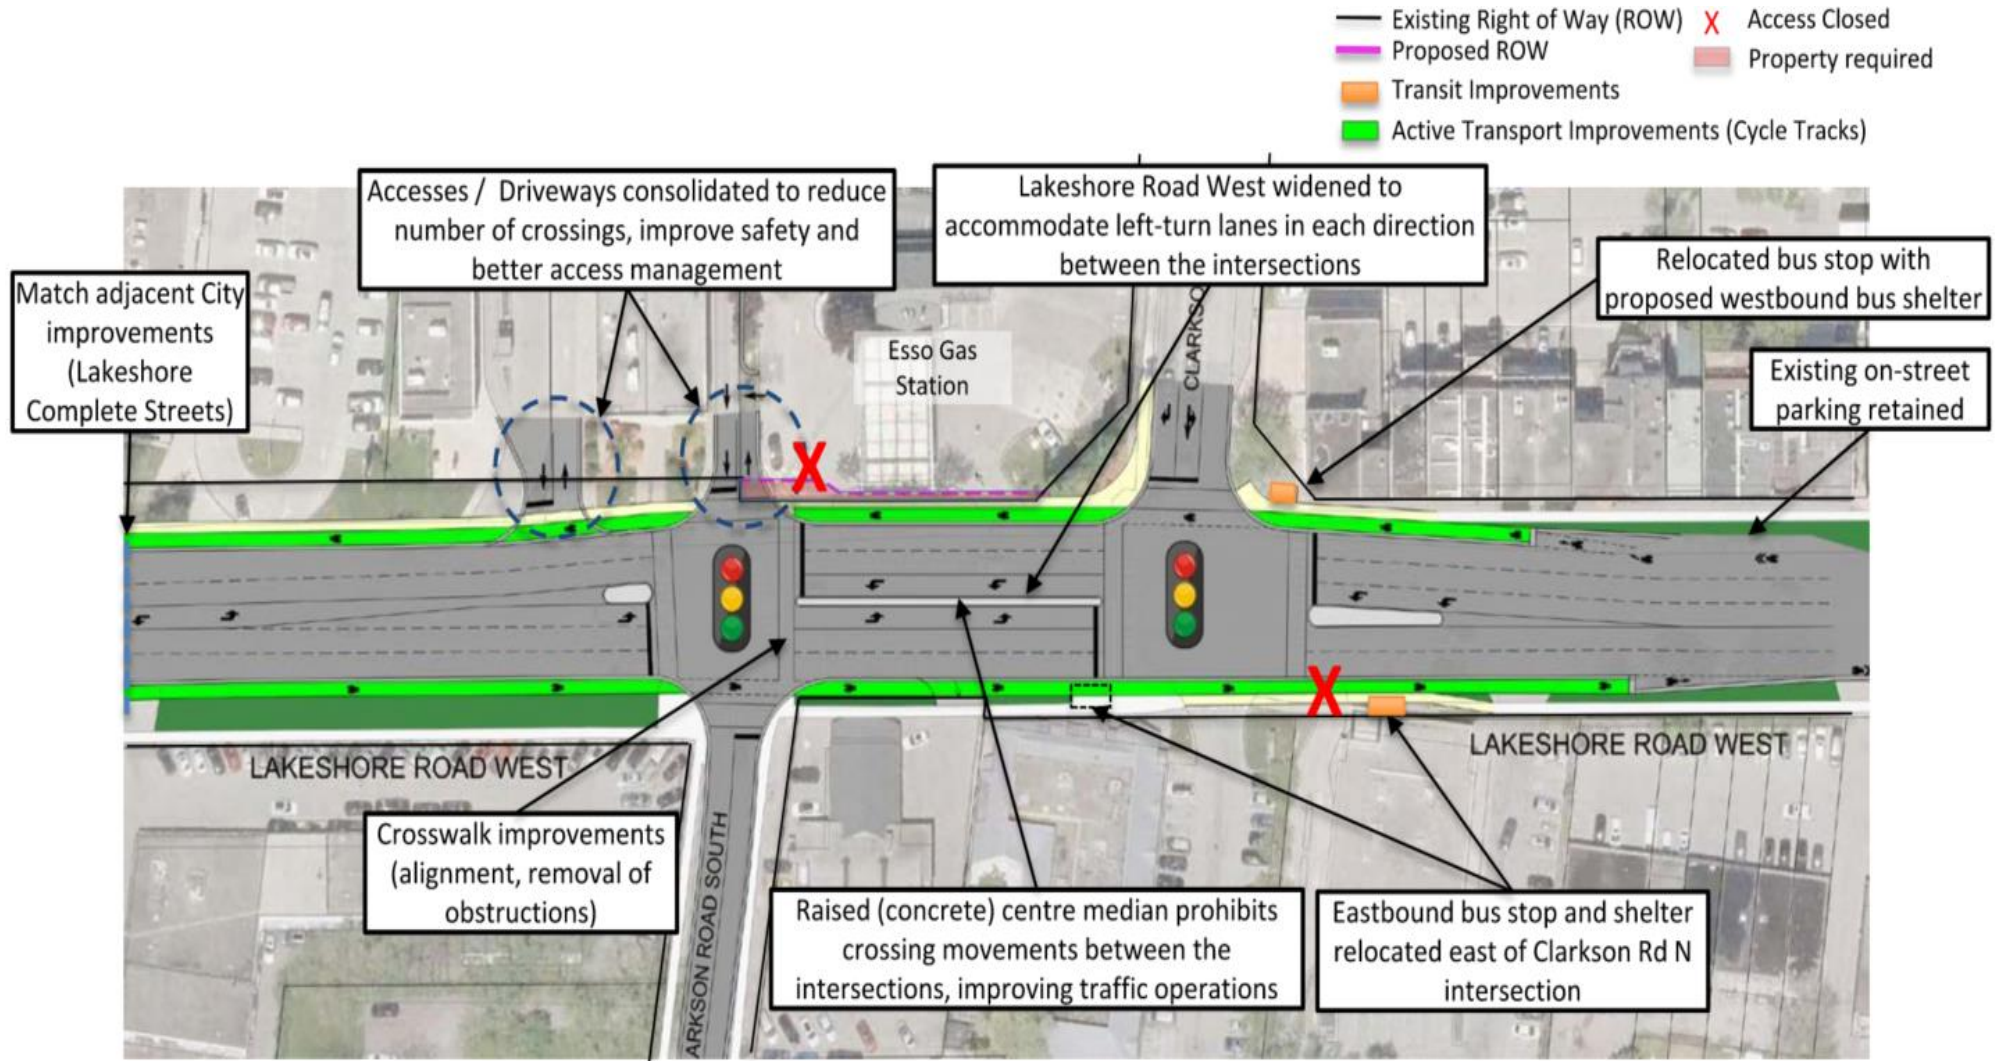 Existing Right of Way (ROW)
X Access Closed
Proposed ROW
Property required
Transit Improvements
Active Transport Improvements (Cycle Tracks)
Accesses / Driveways consolidated to reduce
number of crossings, improve safety and
better access management
Lakeshore Road West widened to
accommodate left-turn lanes in each direction
between the intersections
Relocated bus stop with
proposed westbound bus shelter
Match adjacent City
improvements
(Lakeshore
Complete Streets)
Existing on-street
parking retained
Esso Gas
Station
CLARKSO
X
X
LAKESHORE ROAD WEST
LAKESHORE ROAD WEST
ARKSON ROAD SOUTH
Crosswalk improvements
(alignment, removal of
obstructions)
Raised (concrete) centre median prohibits
crossing movements between the
intersections, improving traffic operations
Eastbound bus stop and shelter
relocated east of Clarkson Rd N
intersection